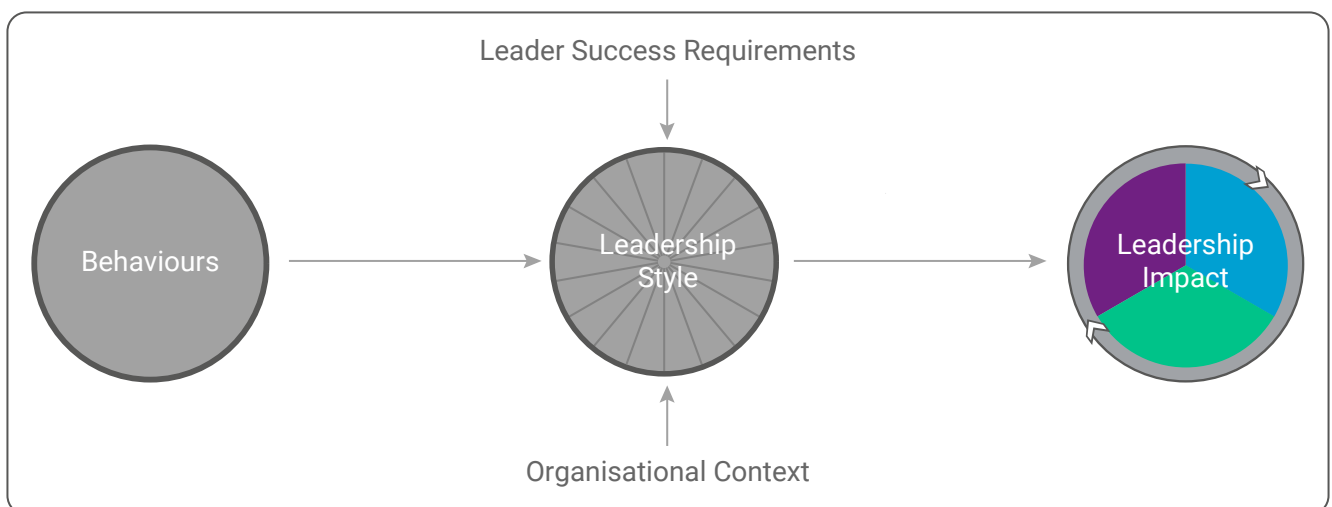 Leader Success Requirements
Behaviours
Leadership
Style
Leadership
Impact
Organisational Context